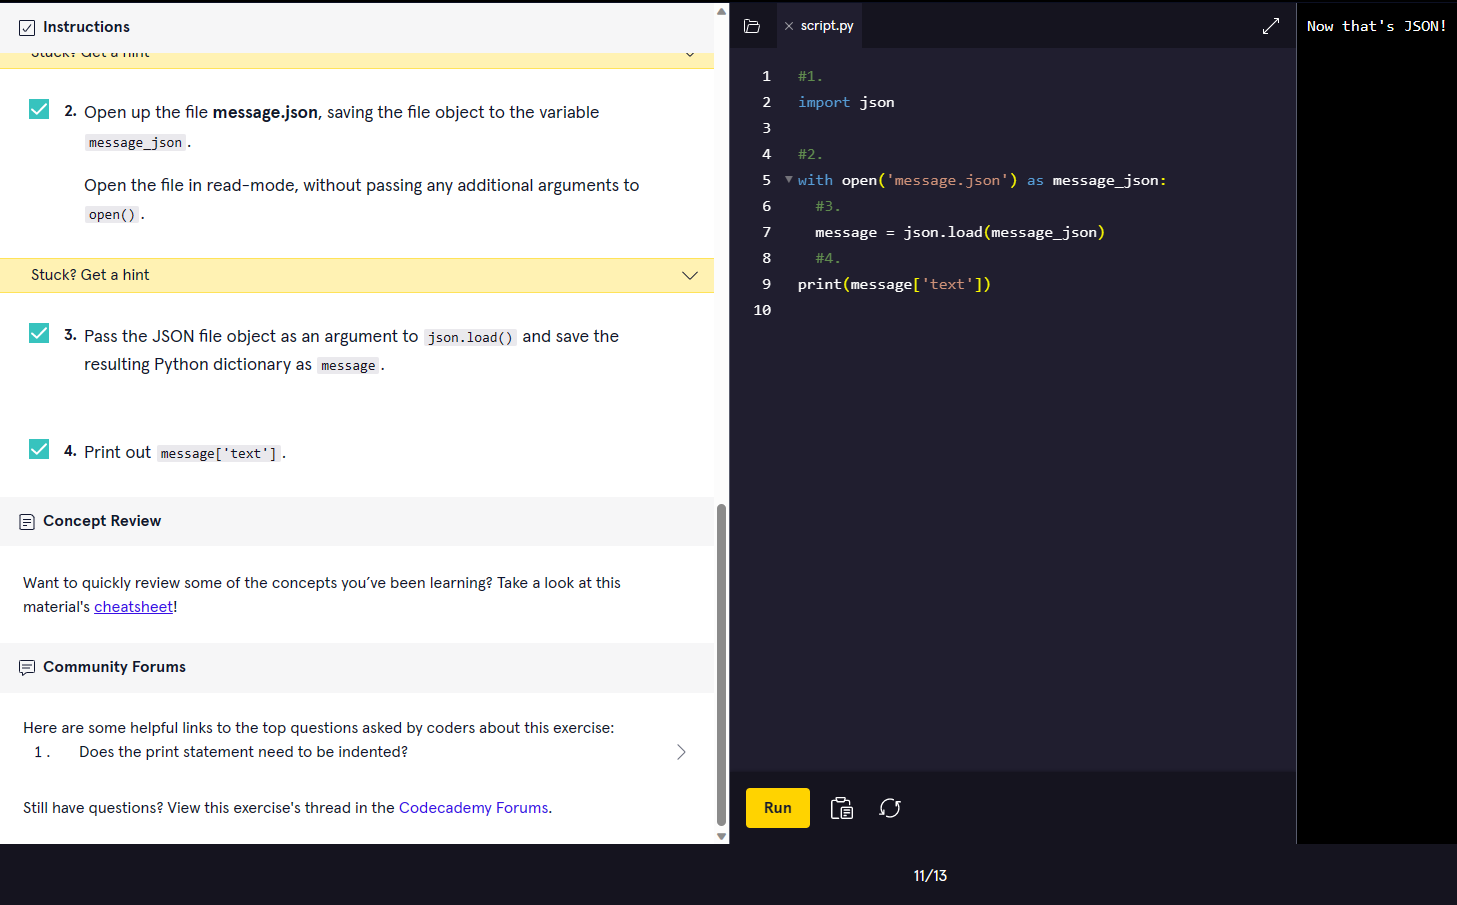 Instructions
Stuck? Get a hint
2. Open up the file message.json, saving the file object to the variable
message_json.
Open the file in read-mode, without passing any additional arguments to
open().
Stuck? Get a hint
3. Pass the JSON file object as an argument to json.load() and save the
resulting Python dictionary as message.
4. Print out message['text'].
Concept Review
Want to quickly review some of the concepts you’ve been learning? Take a look at this
material's cheatsheet!
Community Forums
Here are some helpful links to the top questions asked by coders about this exercise:
1. Does the print statement need to be indented?
Still have questions? View this exercise's thread in the Codecademy Forums.
script.py
1 #1.
2 import json
3
4 #2.
5 with open('message.json') as message_json:
6 #3.
7 message = json.load(message_json)
8 #4.
9 print(message['text'])
10
Run
Now that's JSON!
11/13